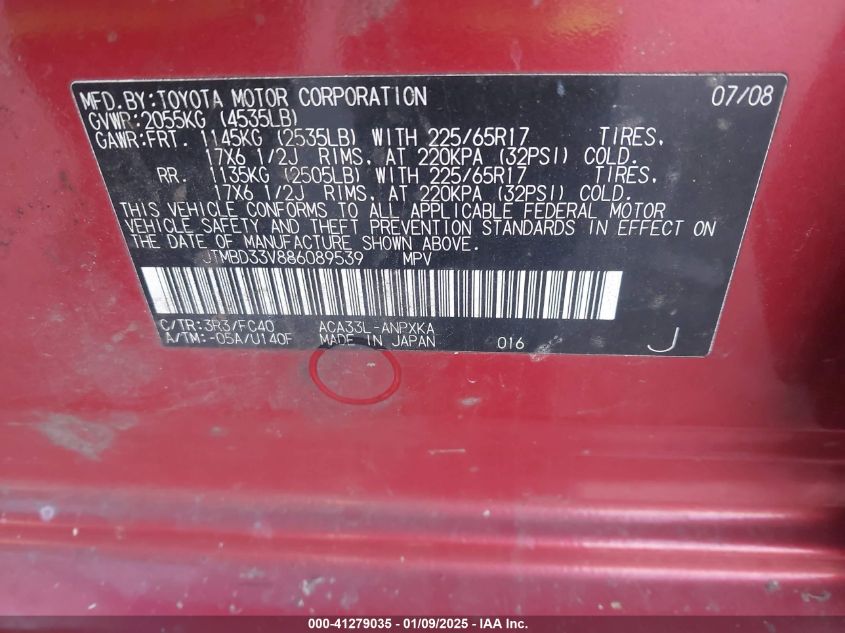 MFD.BY:TOYOTA MOTOR CORPORATION 07/08
GVWR:2055KG (4535LB)
GAWR:FRT. 1145KG (2535LB) WITH 225/65R17 TIRES,
17X6 1/2J RIMS, AT 220KPA (32PSI) COLD.
RR. 1135KG (2505LB) WITH 225/65R17 TIRES,
17X6 1/2J RIMS, AT 220KPA (32PSI) COLD.
THIS VEHICLE CONFORMS TO ALL APPLICABLE FEDERAL MOTOR
VEHICLE SAFETY AND THEFT PREVENTION STANDARDS IN EFFECT ON
THE DATE OF MANUFACTURE SHOWN ABOVE.
JTMBD33V886089539 MPV
C/TR:3R3/FC40 ACA33L-ANPXKA
A/TM:-05A/U140F MADE IN JAPAN 016 J
000-41279035 - 01/09/2025 - IAA Inc.